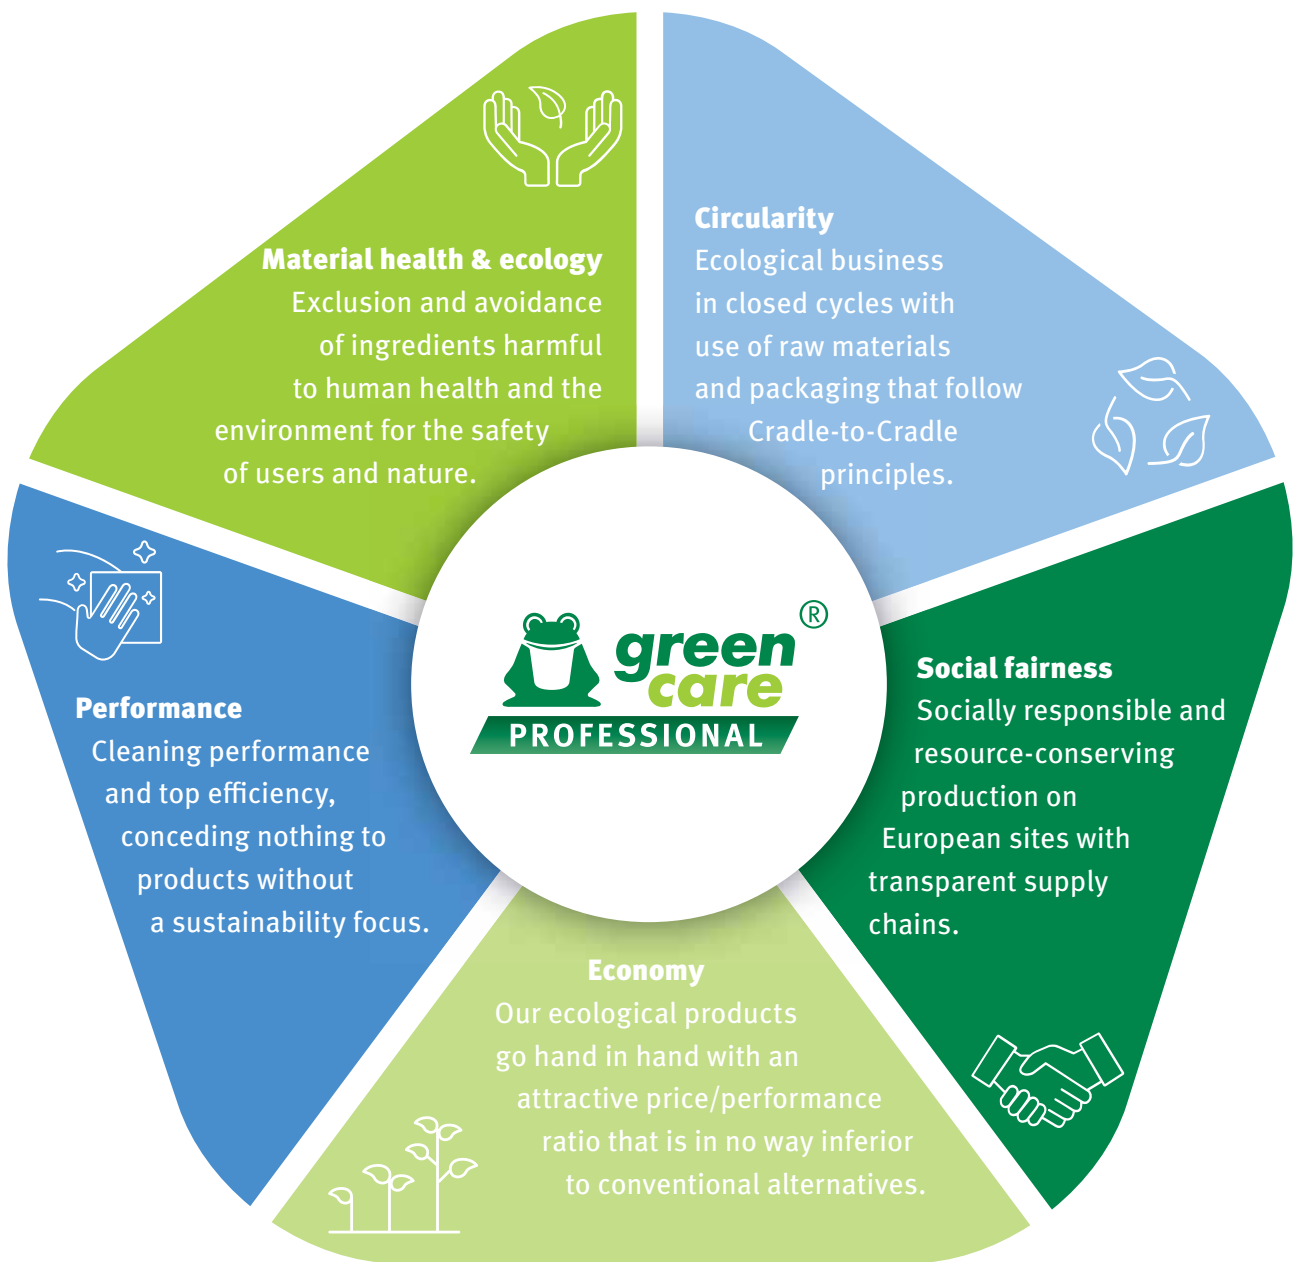 Material health & ecology
Exclusion and avoidance
of ingredients harmful
to human health and the
environment for the safety
of users and nature.
Circularity
Ecological business
in closed cycles with
use of raw materials
and packaging that follow
Cradle-to-Cradle
principles.
Social fairness
Socially responsible and
resource-conserving
production on
European sites with
transparent supply
chains.
Economy
Our ecological products
go hand in hand with an
attractive price/performance
ratio that is in no way inferior
to conventional alternatives.
Performance
Cleaning performance
and top efficiency,
conceding nothing to
products without
a sustainability focus.
green ®
care
PROFESSIONAL